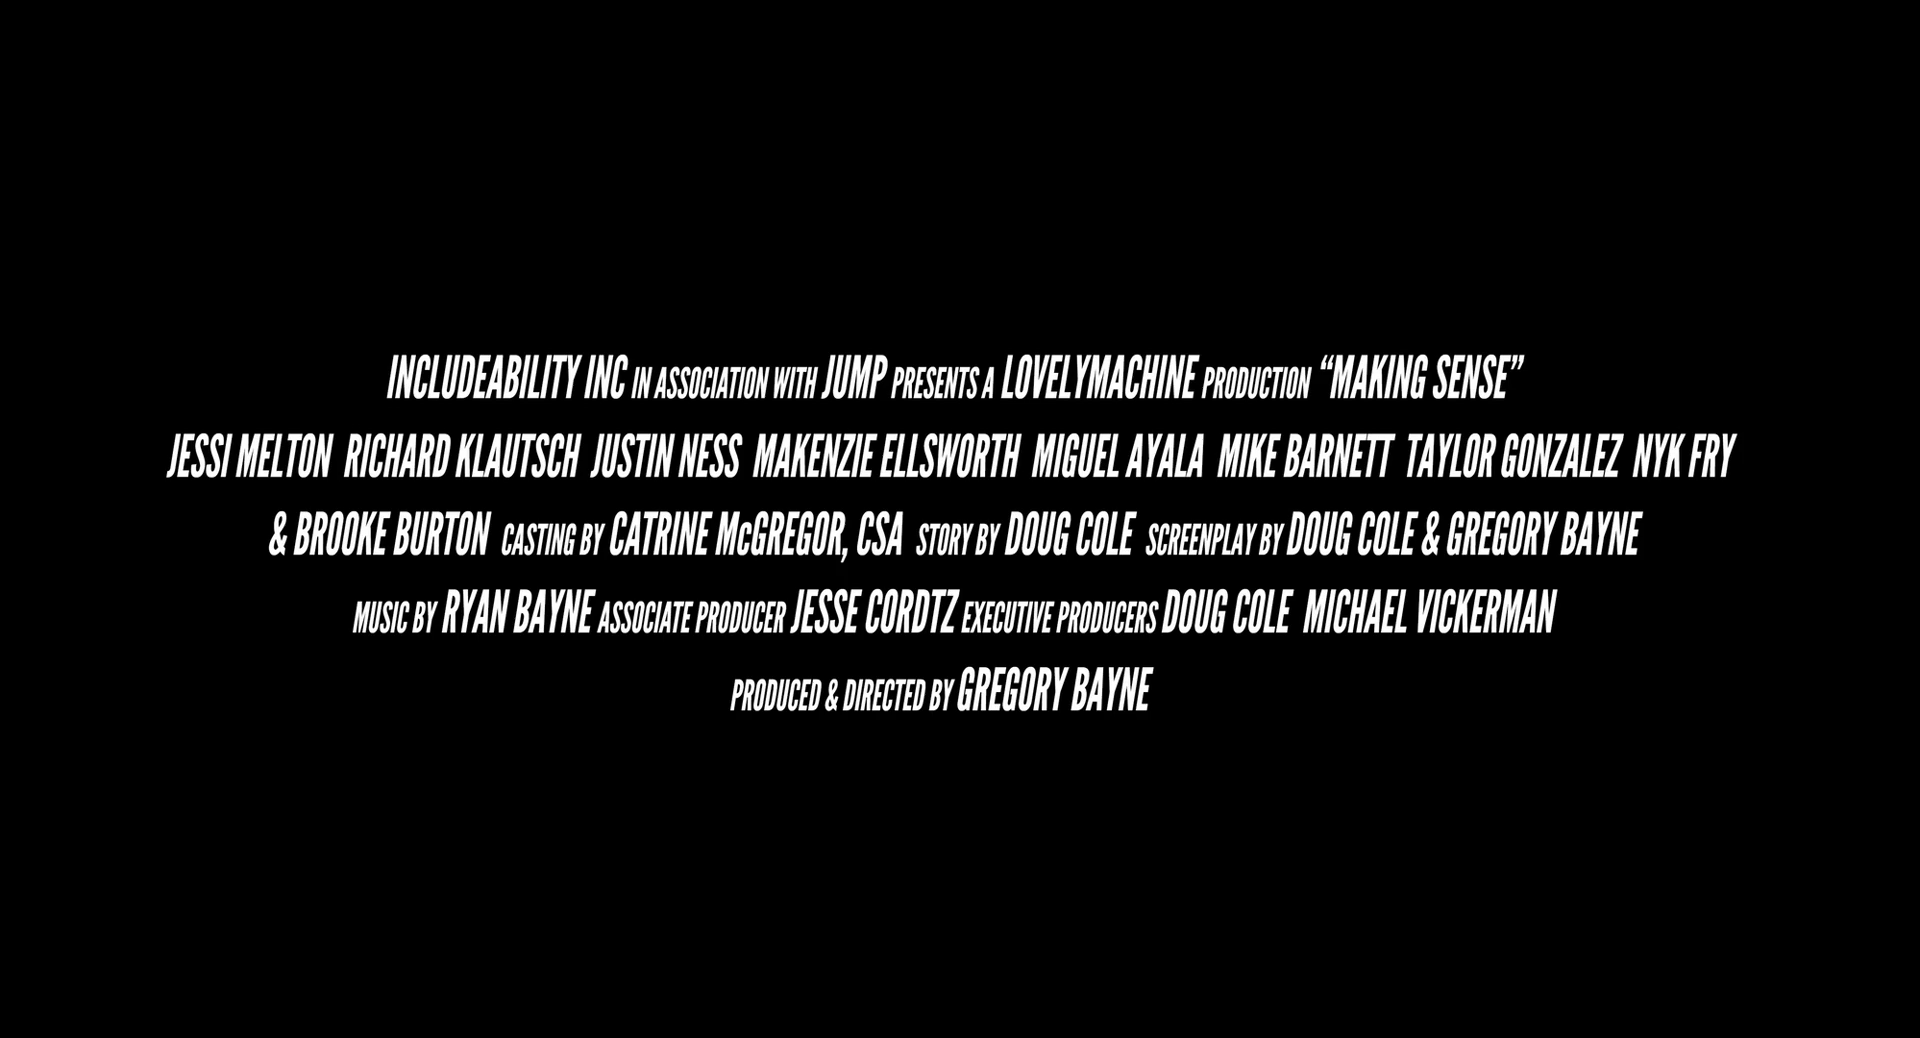 INCLUDEABILITY INC IN ASSOCIATION WITH JUMP PRESENTS A LOVELYMACHINE PRODUCTION “MAKING SENSE”
JESSI MELTON RICHARD KLAUTSCH JUSTIN NESS MAKENZIE ELLSWORTH MIGUEL AYALA MIKE BARNETT TAYLOR GONZALEZ NYK FRY
& BROOKE BURTON CASTING BY CATRINE McGREGOR, CSA STORY BY DOUG COLE SCREENPLAY BY DOUG COLE & GREGORY BAYNE
MUSIC BY RYAN BAYNE ASSOCIATE PRODUCER JESSE CORDTZ EXECUTIVE PRODUCERS DOUG COLE MICHAEL VICKERMAN
PRODUCED & DIRECTED BY GREGORY BAYNE